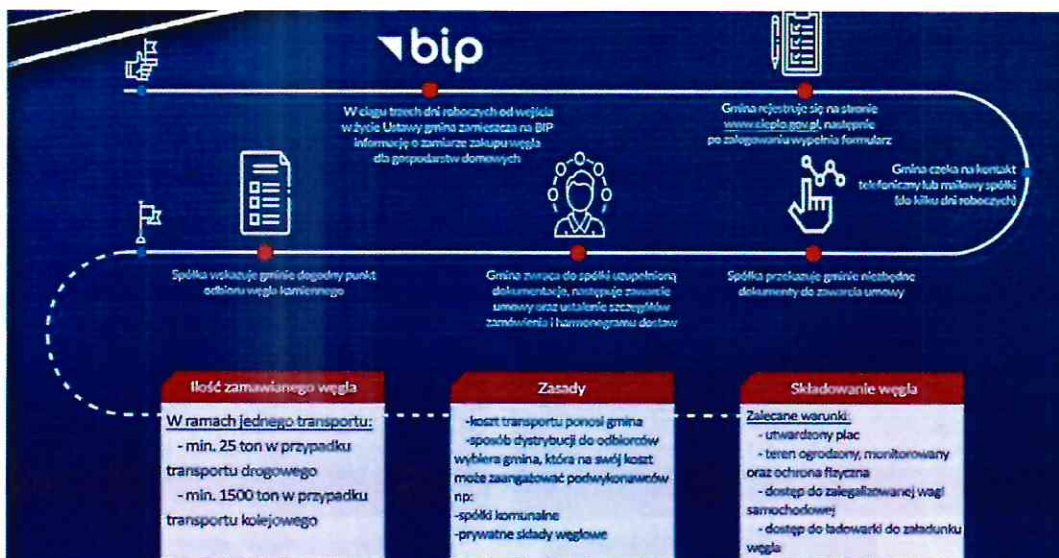 bip
W ciągu trzech dni roboczych od wejścia
w życie Ustawy gmina zamieszcza na BIP
informację o zamiarze zakupu węgla
dla gospodarstw domowych
Gmina rejestruje się na stronie
www.cieplo.gov.pl, następnie
po zalogowaniu wypełnia formularz
Gmina czeka na kontakt
telefoniczny lub mailowy spółki
(do kilku dni roboczych)
Spółka przekazuje gminie niezbędne
dokumenty do zawarcia umowy
Gmina zwraca do spółki uzupełnioną
dokumentację, następuje zawarcie
umowy oraz ustalenie szczegółów
zamówienia i harmonogramu dostaw
Spółka wskazuje gminie dogodny punkt
odbioru węgla kamiennego
Ilość zamawianego węgla
W ramach jednego transportu:
- min. 25 ton w przypadku
transportu drogowego
- min. 1500 ton w przypadku
transportu kolejowego
Zasady
-koszt transportu ponosi gmina
-sposób dystrybucji do odbiorców
wybiera gmina, która na swój koszt
może zaangażować podwykonawców
np:
-spółki komunalne
-prywatne składy węglowe
Składowanie węgla
Zalecane warunki:
- utwardzony plac
- teren ogrodzony, monitorowany
oraz ochrona fizyczna
- dostęp do zalegalizowanej wagi
samochodowej
- dostęp do ładowarki do załadunku
węgla